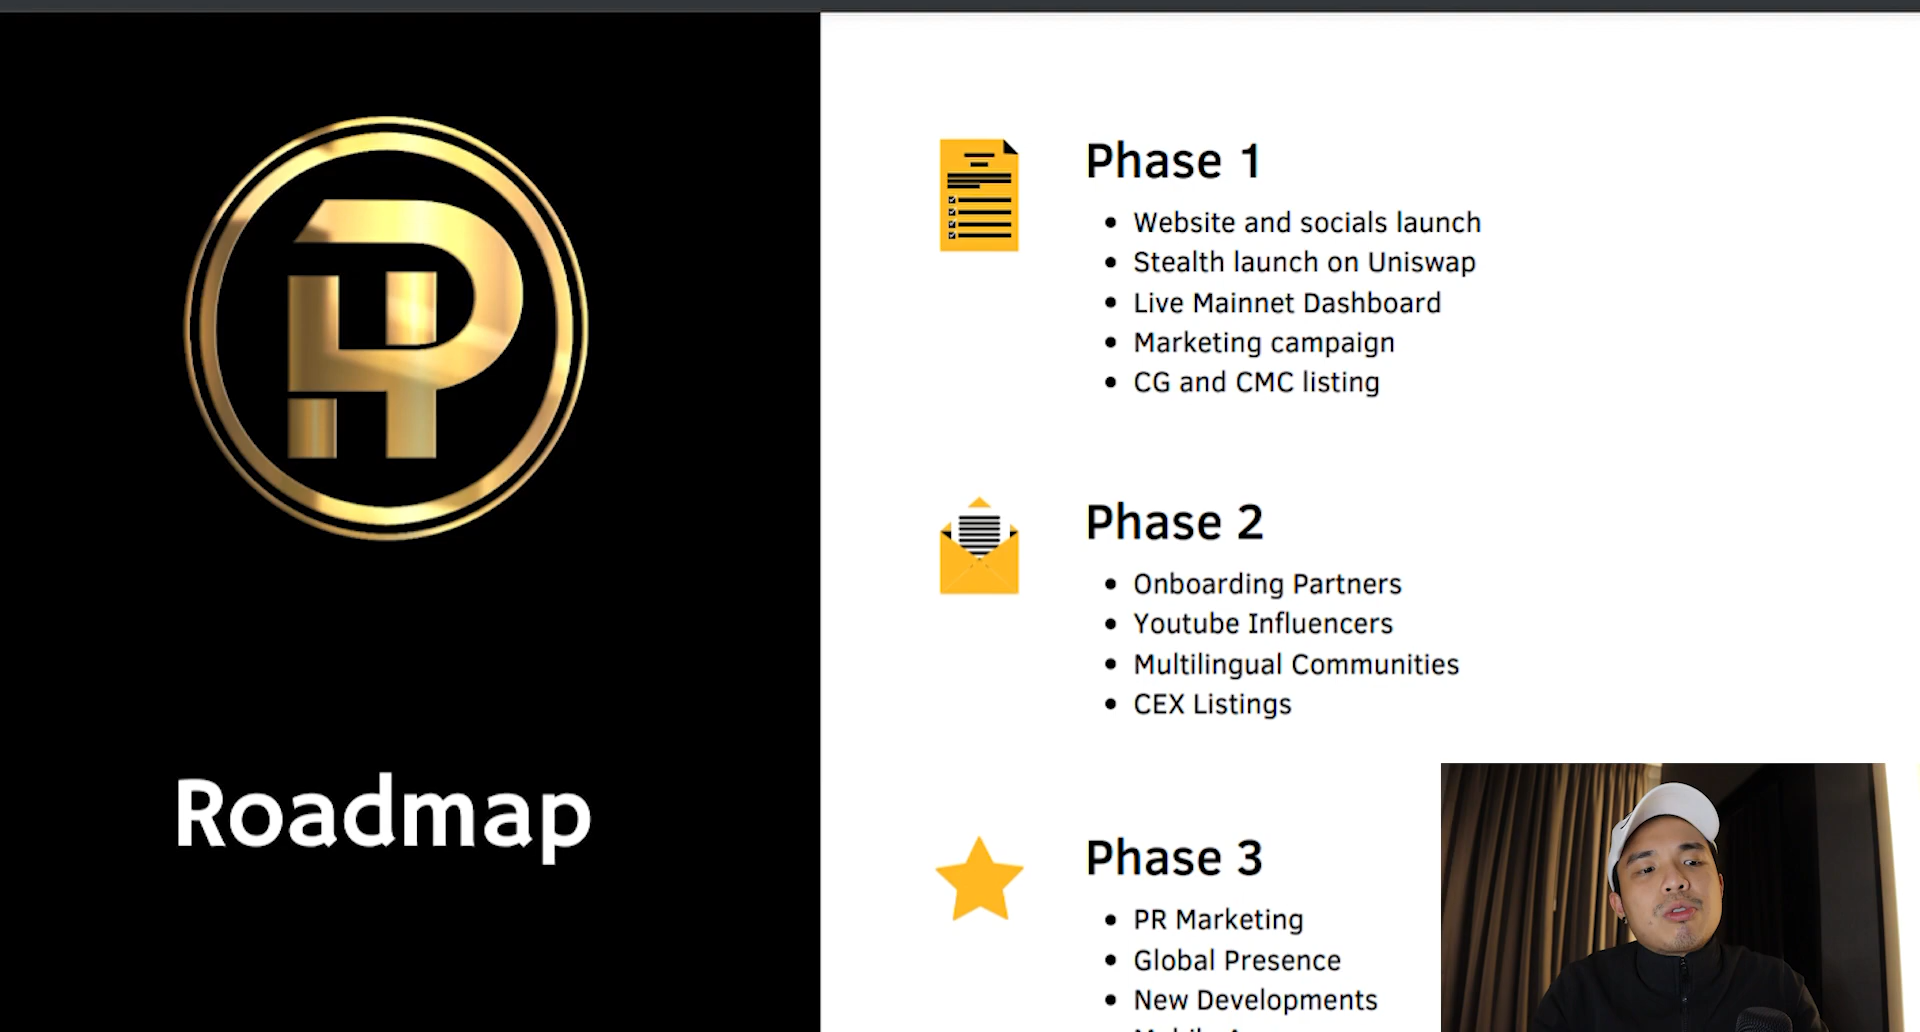 Roadmap
Phase 1
Website and socials launch
Stealth launch on Uniswap
Live Mainnet Dashboard
Marketing campaign
CG and CMC listing
Phase 2
Onboarding Partners
Youtube Influencers
Multilingual Communities
CEX Listings
Phase 3
PR Marketing
Global Presence
New Developments